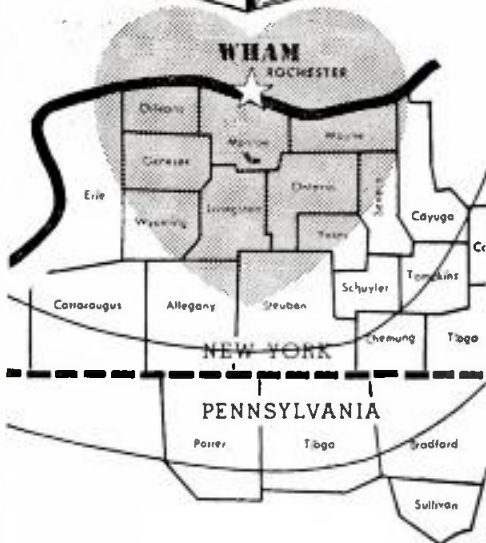 WHAM
ROCHESTER
Orleans
Monroe
Wayne
Genesee
Ontario
Seneca
Erie
Wyoming
Livingston
Yates
Cayuga
Cattaraugus
Allegany
Steuben
Schuyler
Tompkins
Chemung
Tioga
NEW YORK
PENNSYLVANIA
Potter
Tioga
Bradford
Sullivan